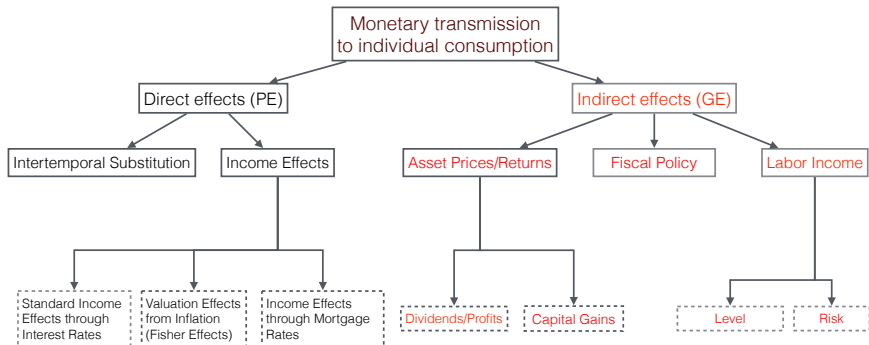 Monetary transmission
to individual consumption
Direct effects (PE)
Indirect effects (GE)
Intertemporal Substitution
Income Effects
Asset Prices/Returns
Fiscal Policy
Labor Income
Standard Income
Effects through
Interest Rates
Valuation Effects
from Inflation
(Fisher Effects)
Income Effects
through Mortgage
Rates
Dividends/Profits
Capital Gains
Level
Risk